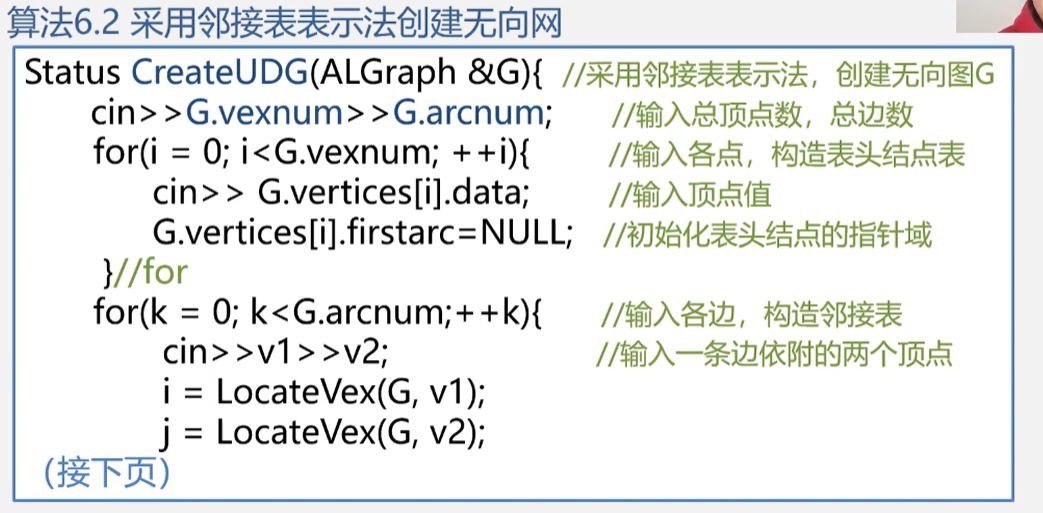 算法6.2 采用邻接表表示法创建无向网
Status CreateUDG(ALGraph &G){ //采用邻接表表示法，创建无向图G
cin>>G.vexnum>>G.arcnum; //输入总顶点数，总边数
for(i = 0; i<G.vexnum; ++i){ //输入各点，构造表头结点表
cin>> G.vertices[i].data; //输入顶点值
G.vertices[i].firstarc=NULL; //初始化表头结点的指针域
}//for
for(k = 0; k<G.arcnum;++k){ //输入各边，构造邻接表
cin>>v1>>v2; //输入一条边依附的两个顶点
i = LocateVex(G, v1);
j = LocateVex(G, v2);
（接下页）